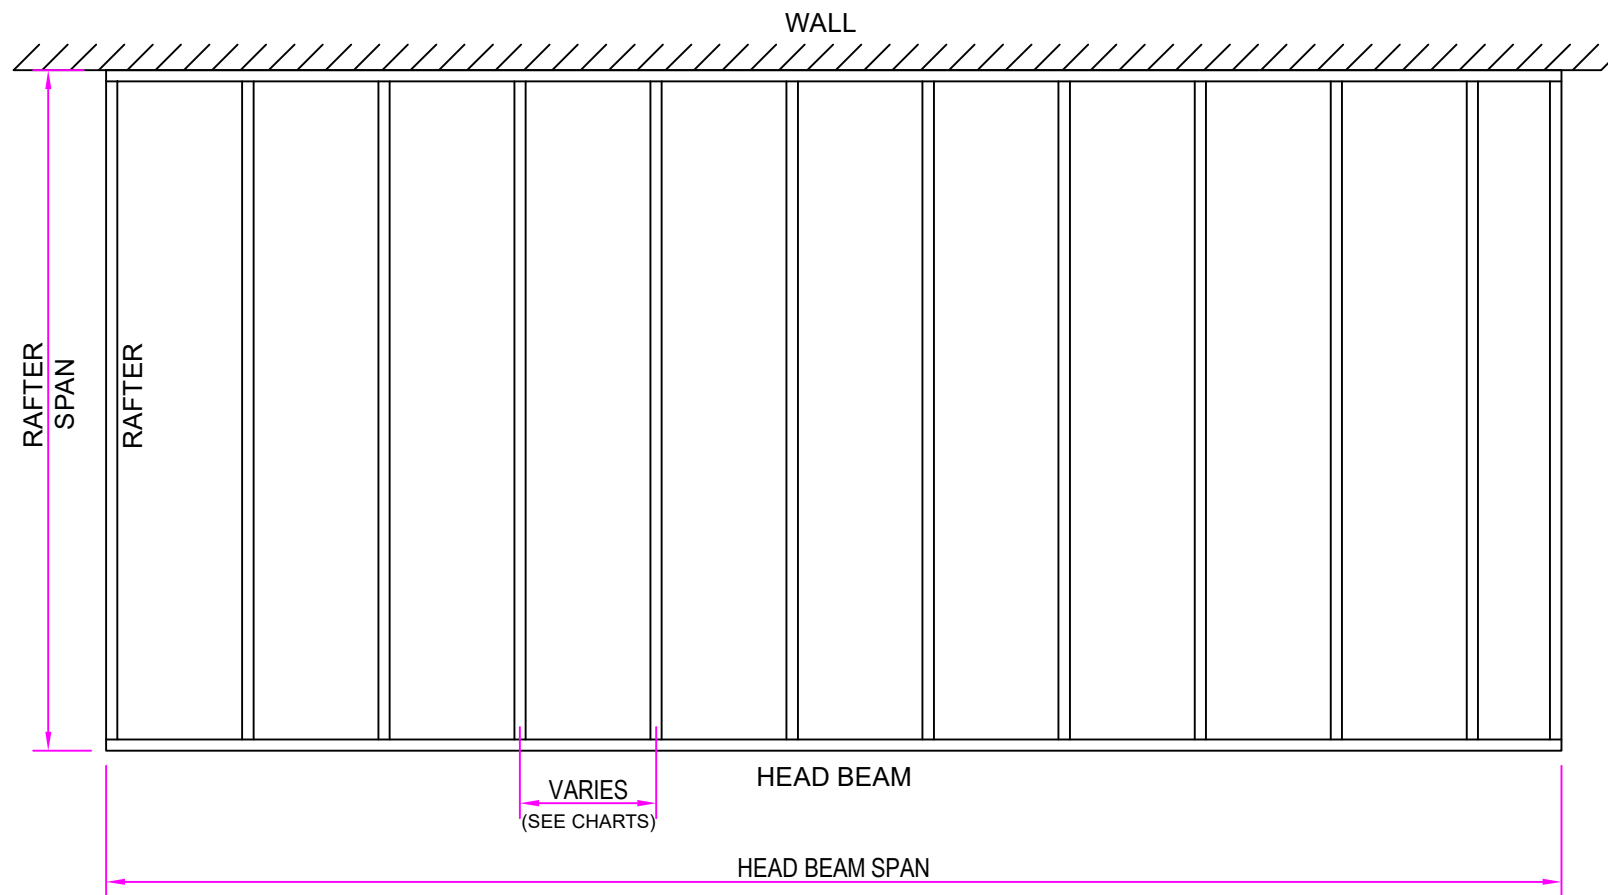 WALL
RAFTER
SPAN
RAFTER
HEAD BEAM
VARIES
(SEE CHARTS)
HEAD BEAM SPAN